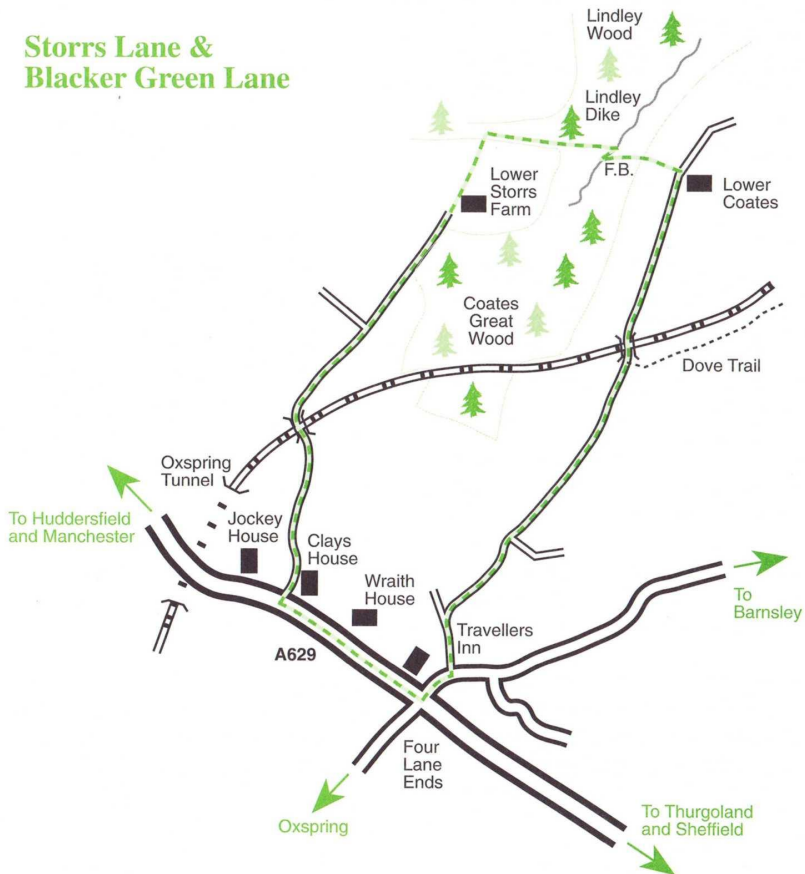 Storrs Lane &
Blacker Green Lane
Lindley
Wood
Lindley
Dike
F.B.
Lower
Storrs
Farm
Lower
Coates
Coates
Great
Wood
Dove Trail
Oxspring
Tunnel
To Huddersfield
and Manchester
Jockey
House
Clays
House
Wraith
House
To
Barnsley
Travellers
Inn
A629
Four
Lane
Ends
Oxspring
To Thurgoland
and Sheffield